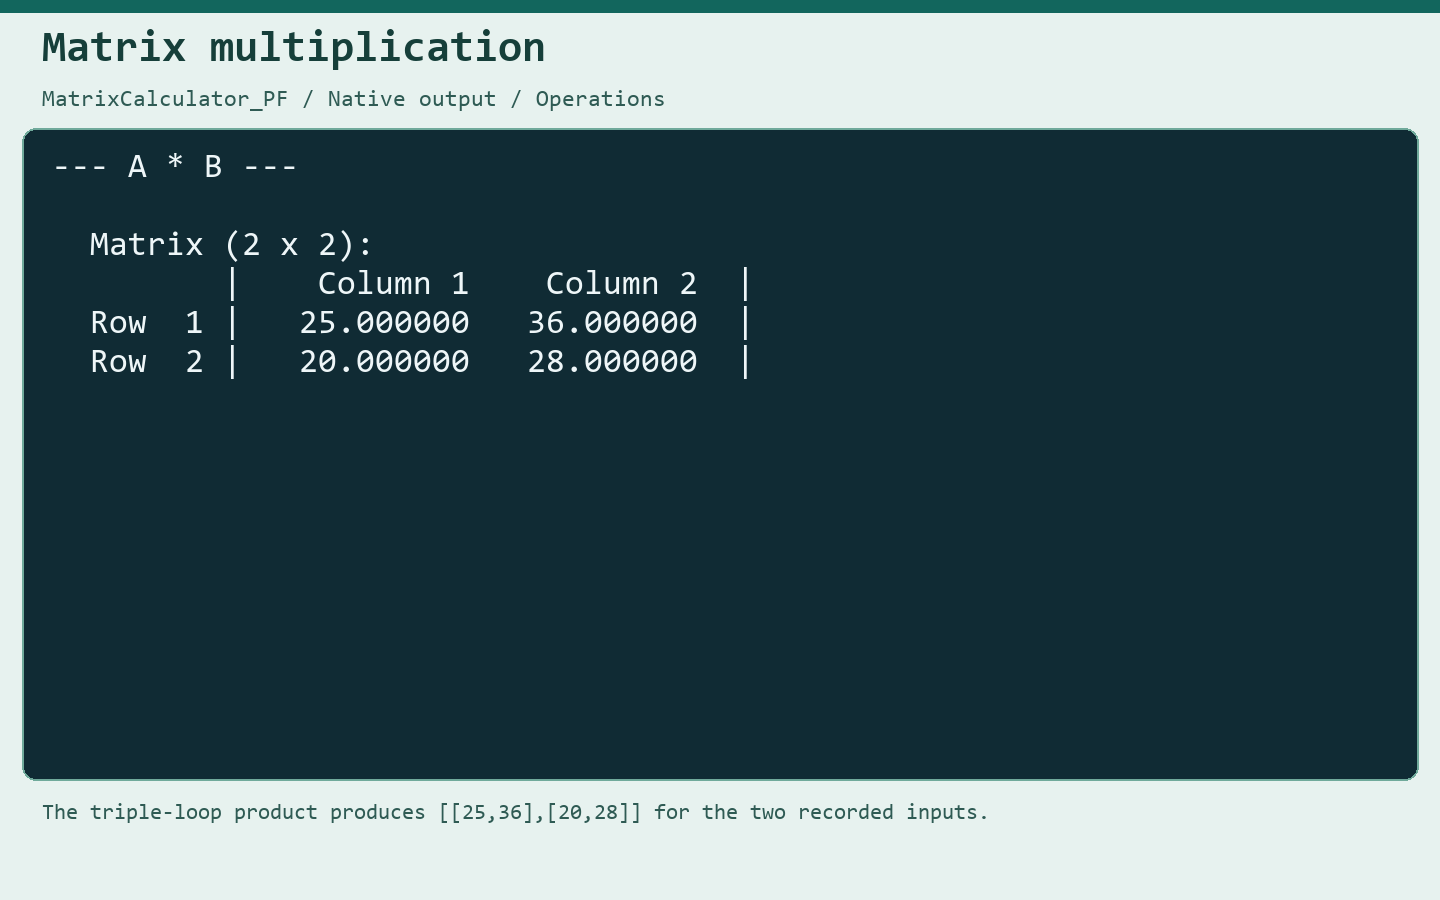 Matrix multiplication
MatrixCalculator_PF / Native output / Operations
--- A * B ---
Matrix (2 x 2):
| Column 1 Column 2 |
Row 1 | 25.000000 36.000000 |
Row 2 | 20.000000 28.000000 |
The triple-loop product produces [[25,36],[20,28]] for the two recorded inputs.